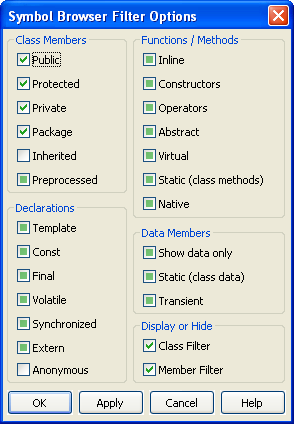 Symbol Browser Filter Options
Class Members
Public
Protected
Private
Package
Inherited
Preprocessed
Declarations
Template
Const
Final
Volatile
Synchronized
Extern
Anonymous
Functions / Methods
Inline
Constructors
Operators
Abstract
Virtual
Static (class methods)
Native
Data Members
Show data only
Static (class data)
Transient
Display or Hide
Class Filter
Member Filter
OK
Apply
Cancel
Help